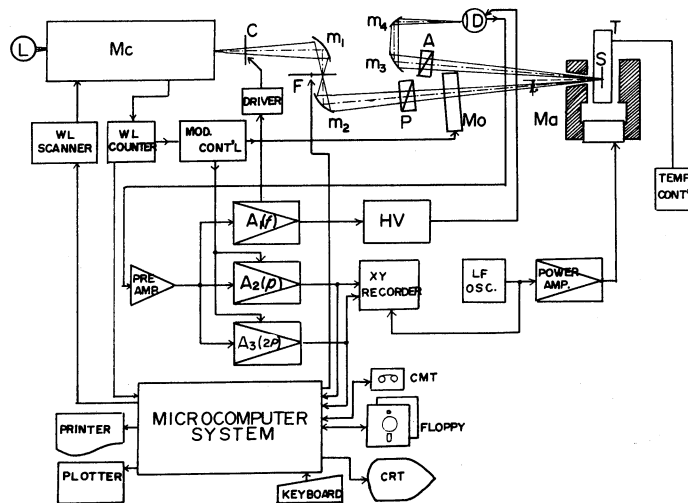 L
Mc
C
m1
m4
D
A
m3
T
S
F
m2
P
Mo
Ma
DRIVER
WL
SCANNER
WL
COUNTER
MOD.
CONT'L
TEMP
CONT'
A1(f)
HV
PRE
AMB
A2(p)
XY
RECORDER
LF
OSC.
POWER
AMP.
A3(2p)
MICROCOMPUTER
SYSTEM
CMT
FLOPPY
PRINTER
PLOTTER
KEYBOARD
CRT